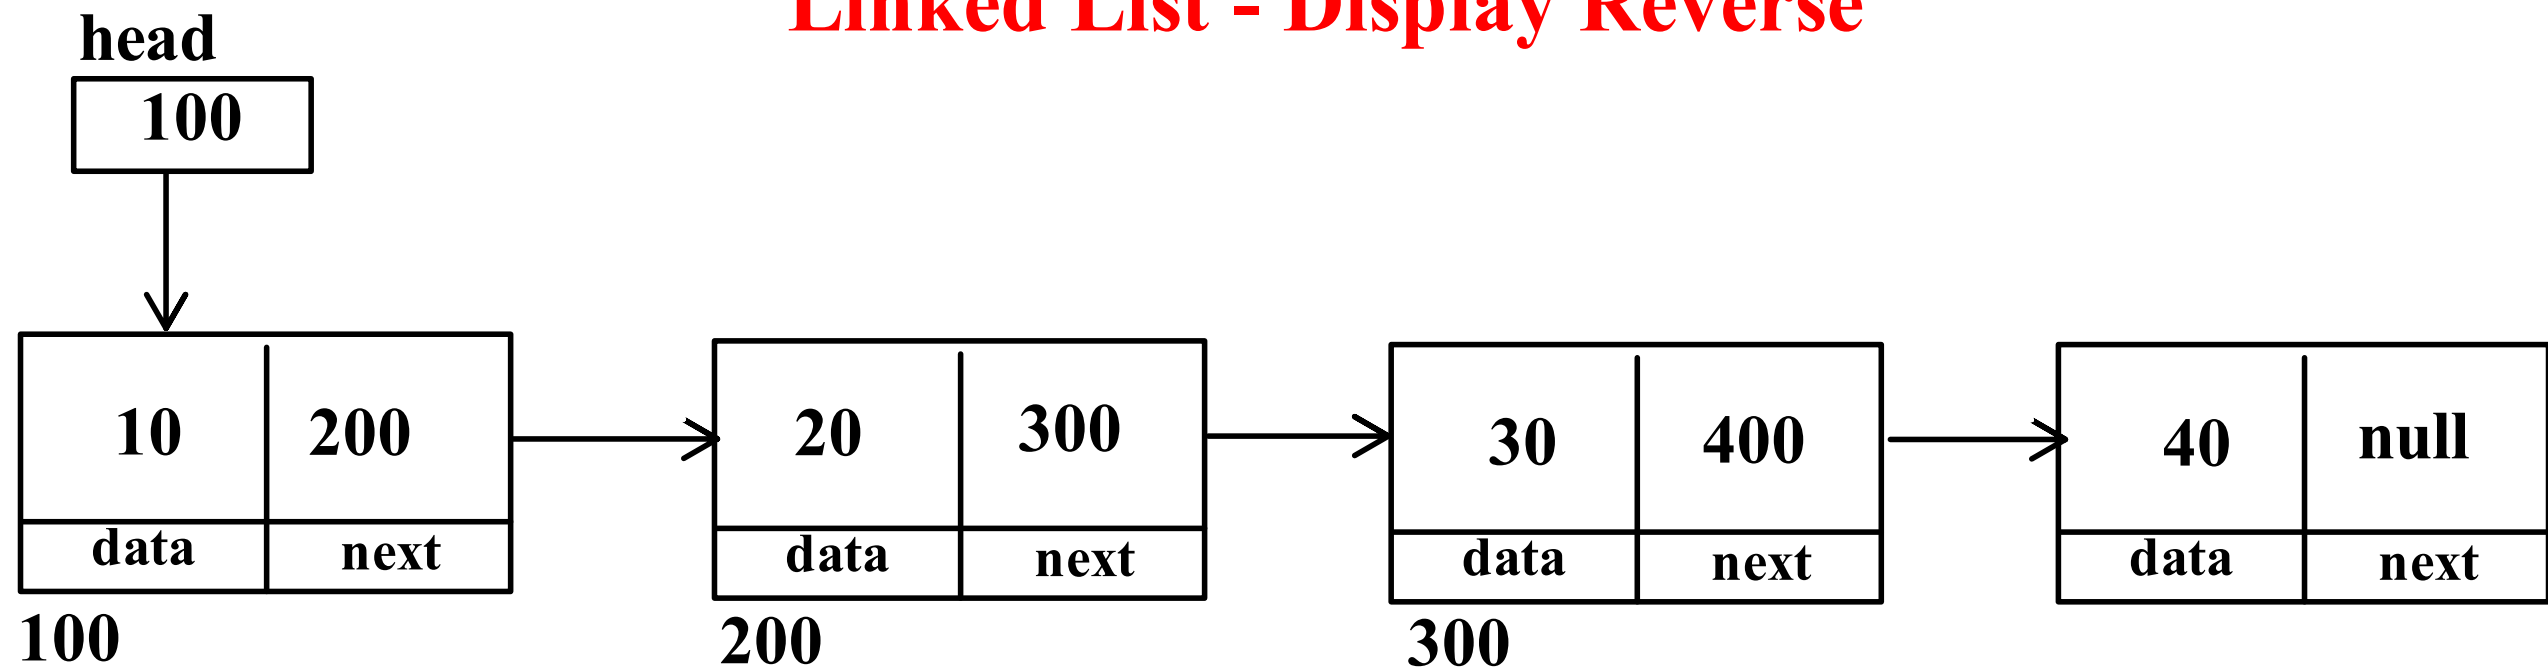 Linked List - Display Reverse
head
100
10 200
data next
100
20 300
data next
200
30 400
data next
300
40 null
data next